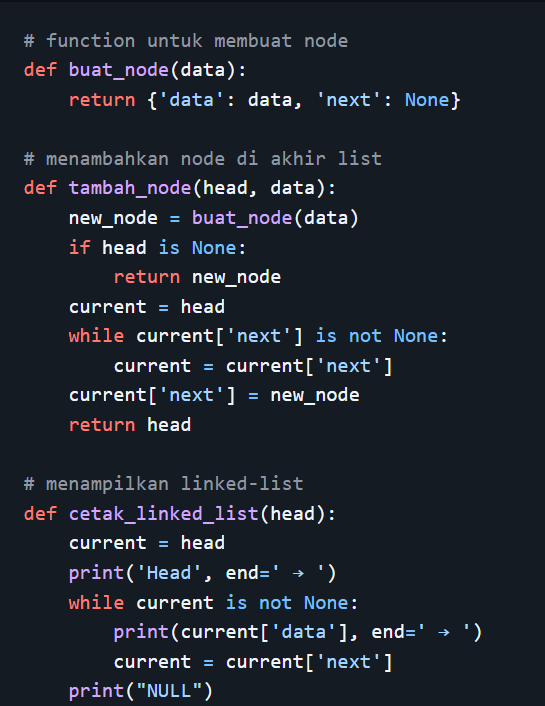 # function untuk membuat node
def buat_node(data):
    return {'data': data, 'next': None}

# menambahkan node di akhir list
def tambah_node(head, data):
    new_node = buat_node(data)
    if head is None:
        return new_node
    current = head
    while current['next'] is not None:
        current = current['next']
    current['next'] = new_node
    return head

# menampilkan linked-list
def cetak_linked_list(head):
    current = head
    print('Head', end=' → ')
    while current is not None:
        print(current['data'], end=' → ')
        current = current['next']
    print("NULL")